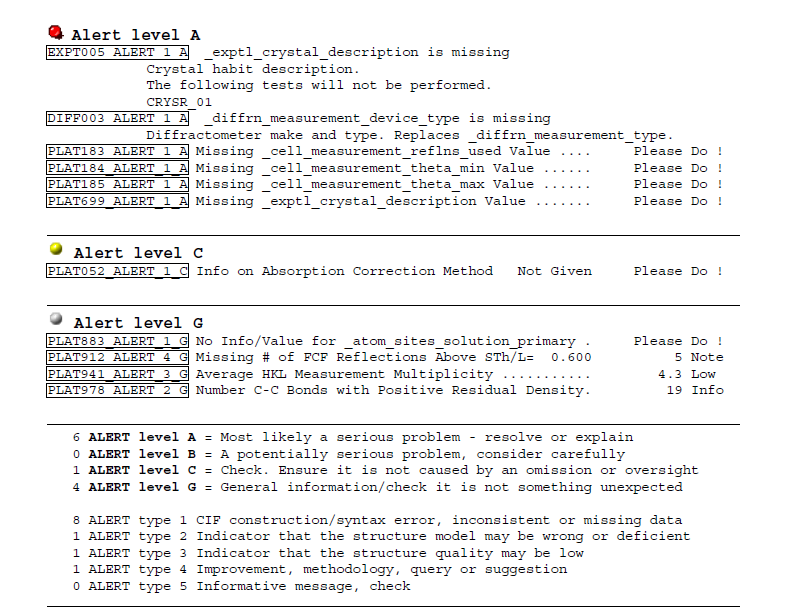 Alert level A
EXPT005_ALERT_1_A _exptl_crystal_description is missing
Crystal habit description.
The following tests will not be performed.
CRYSR_01
DIFF003_ALERT_1_A _diffrn_measurement_device_type is missing
Diffractometer make and type. Replaces _diffrn_measurement_type.
PLAT183_ALERT_1_A Missing _cell_measurement_reflns_used Value .... Please Do !
PLAT184_ALERT_1_A Missing _cell_measurement_theta_min Value ...... Please Do !
PLAT185_ALERT_1_A Missing _cell_measurement_theta_max Value ...... Please Do !
PLAT699_ALERT_1_A Missing _exptl_crystal_description Value ....... Please Do !
Alert level C
PLAT052_ALERT_1_C Info on Absorption Correction Method Not Given Please Do !
Alert level G
PLAT883_ALERT_1_G No Info/Value for _atom_sites_solution_primary . Please Do !
PLAT912_ALERT_4_G Missing # of FCF Reflections Above STh/L= 0.600 5 Note
PLAT941_ALERT_3_G Average HKL Measurement Multiplicity ........... 4.3 Low
PLAT978_ALERT_2_G Number C-C Bonds with Positive Residual Density. 19 Info
6 ALERT level A = Most likely a serious problem - resolve or explain
0 ALERT level B = A potentially serious problem, consider carefully
1 ALERT level C = Check. Ensure it is not caused by an omission or oversight
4 ALERT level G = General information/check it is not something unexpected
8 ALERT type 1 CIF construction/syntax error, inconsistent or missing data
1 ALERT type 2 Indicator that the structure model may be wrong or deficient
1 ALERT type 3 Indicator that the structure quality may be low
1 ALERT type 4 Improvement, methodology, query or suggestion
0 ALERT type 5 Informative message, check